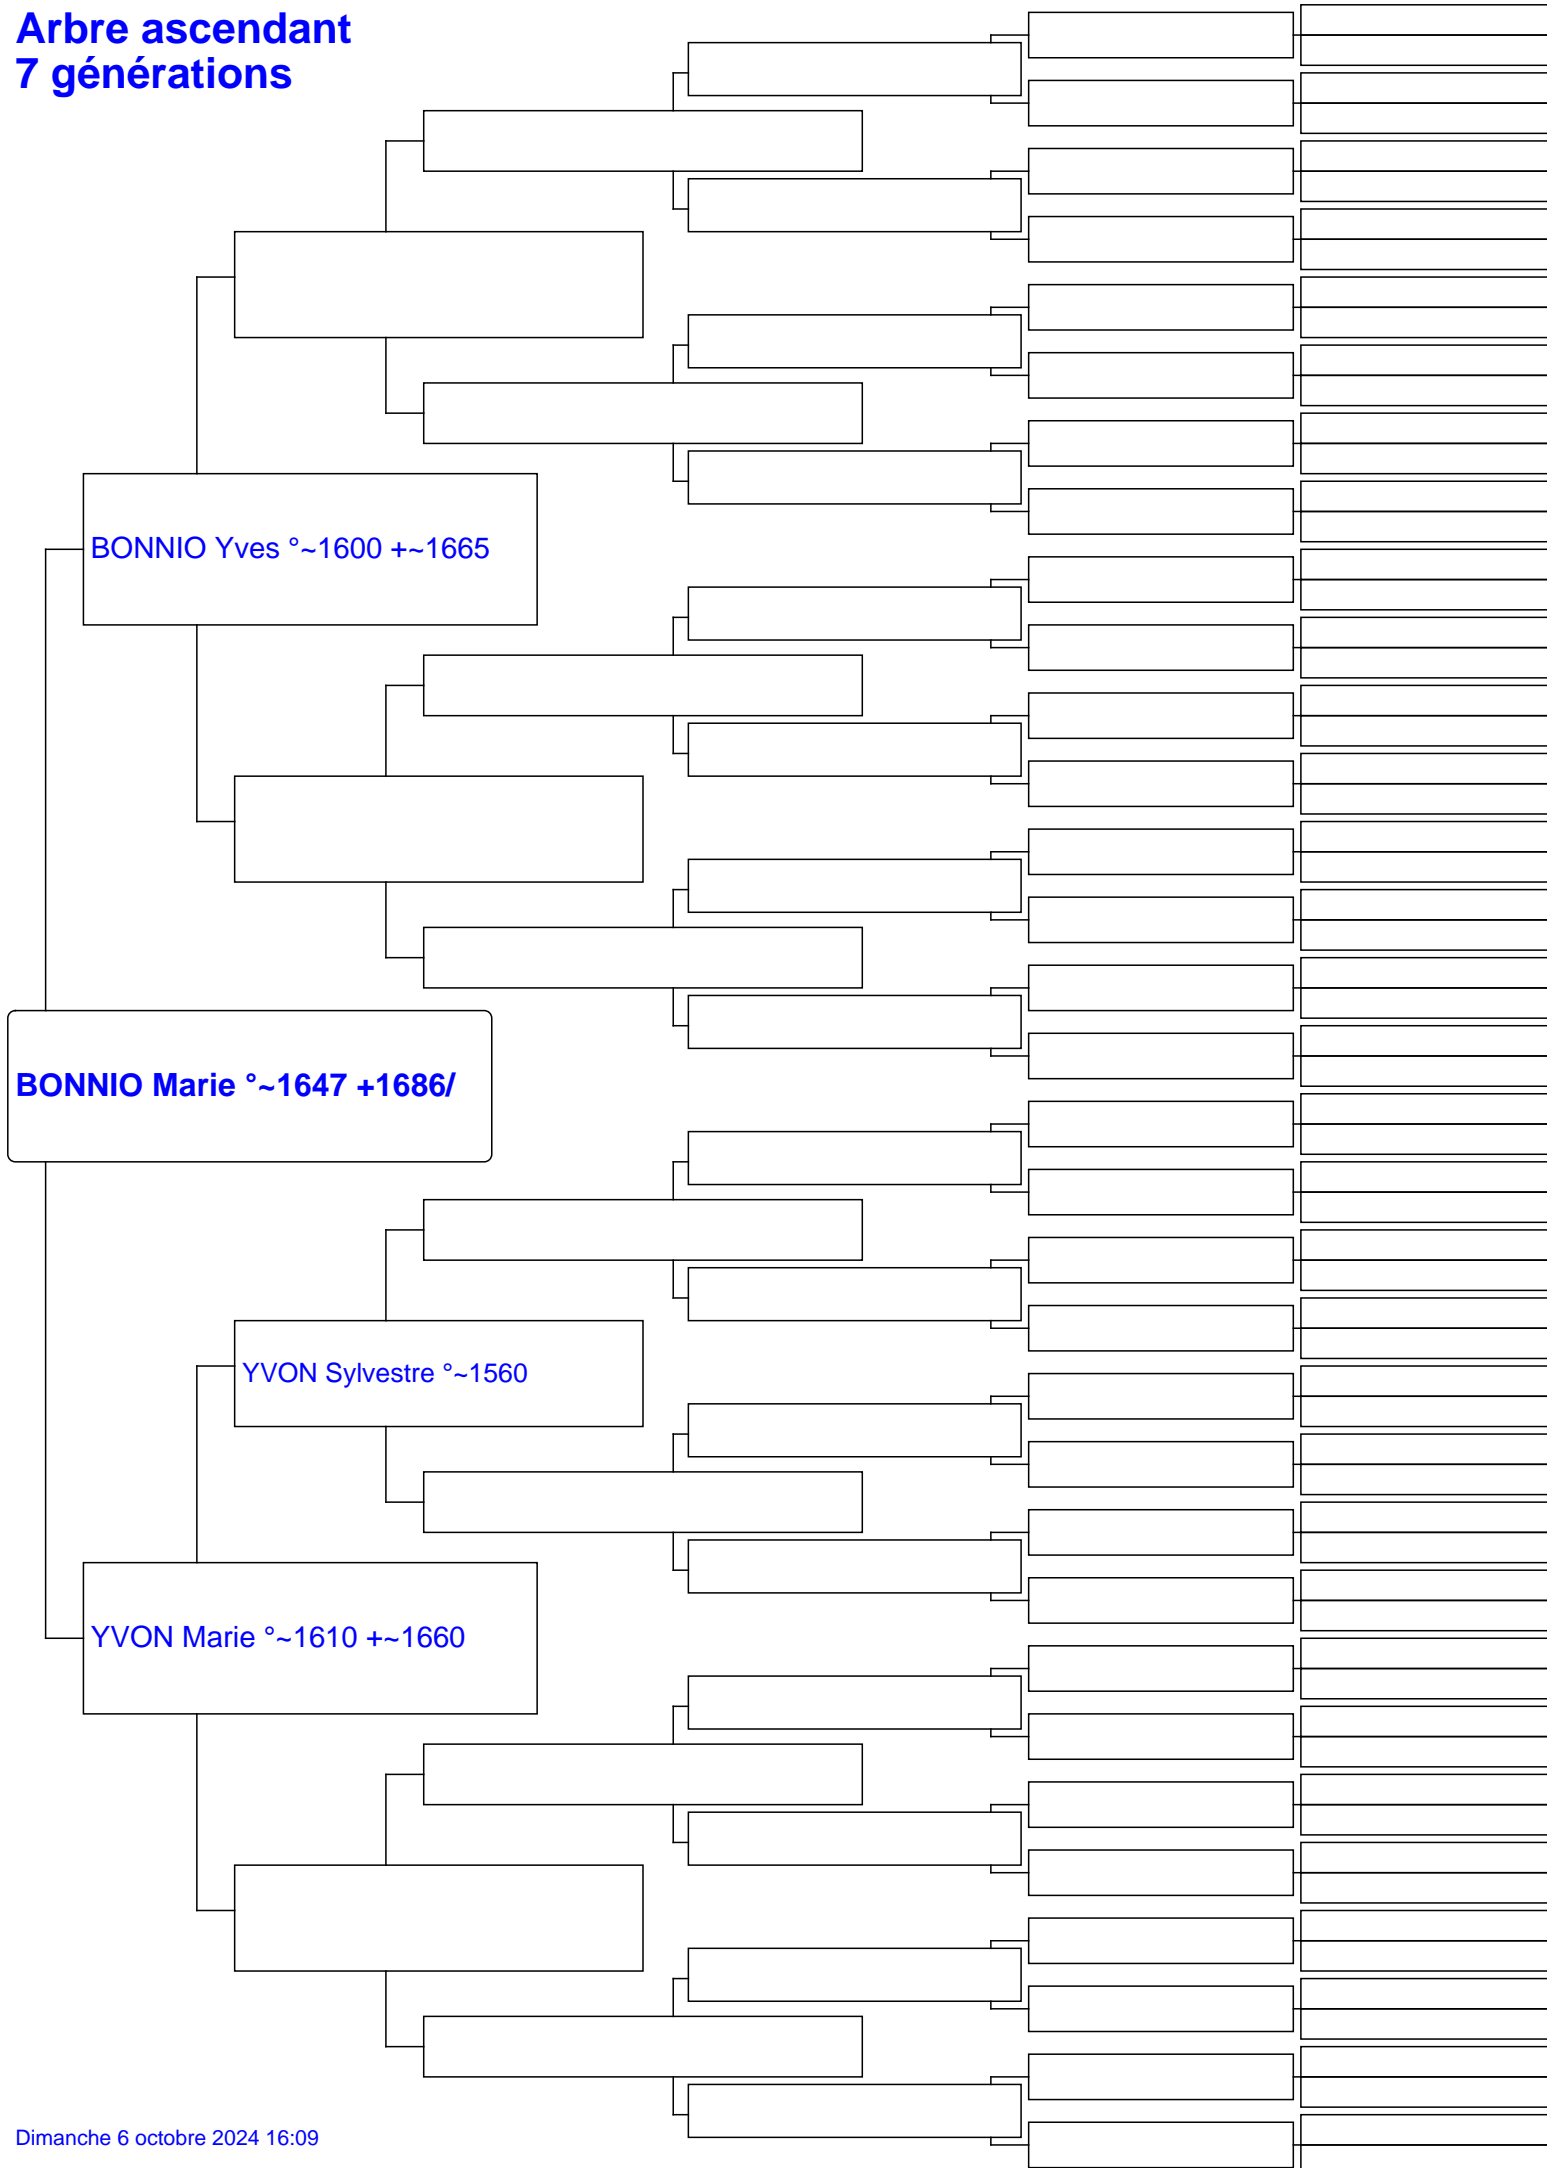 Arbre ascendant
7 générations
BONNIO Yves °~1600 +~1665
BONNIO Marie °~1647 +1686/
YVON Sylvestre °~1560
YVON Marie °~1610 +~1660
Dimanche 6 octobre 2024 16:09